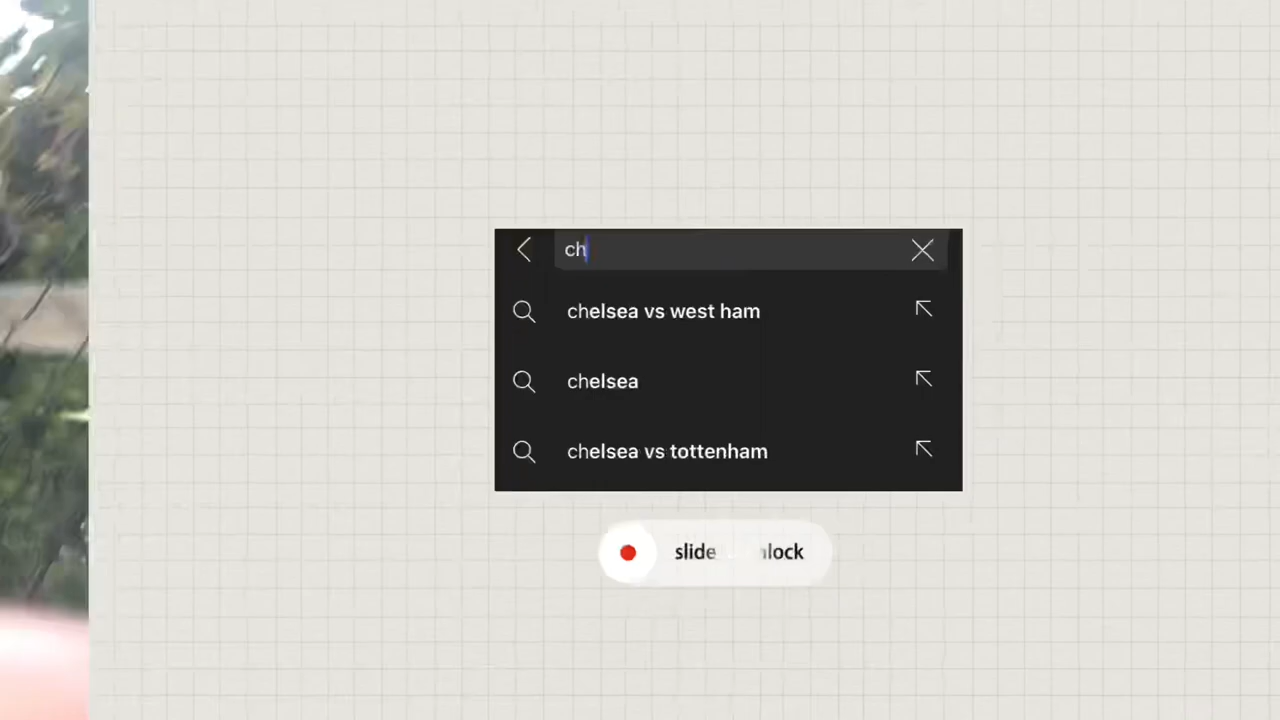 ch
chelsea vs west ham
chelsea
chelsea vs tottenham
slide